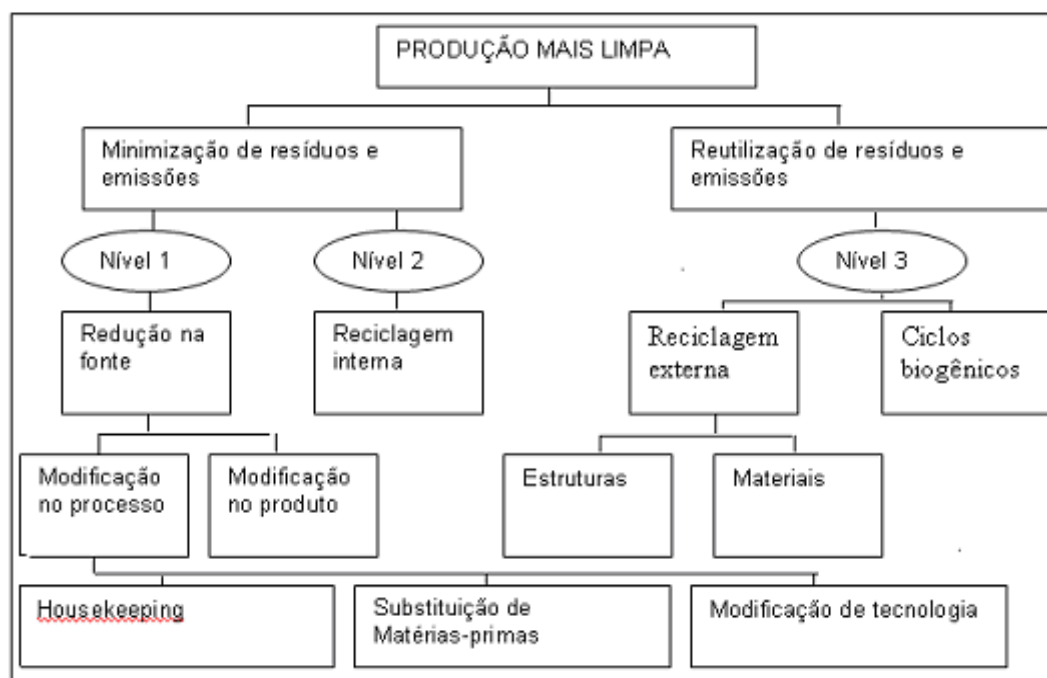 PRODUÇÃO MAIS LIMPA
Minimização de resíduos e
emissões
Reutilização de resíduos e
emissões
Nível 1
Nível 2
Nível 3
Redução na
fonte
Reciclagem
interna
Reciclagem
externa
Ciclos
biogênicos
Modificação
no processo
Modificação
no produto
Estruturas
Materiais
Housekeeping
Substituição de
Matérias-primas
Modificação de tecnologia